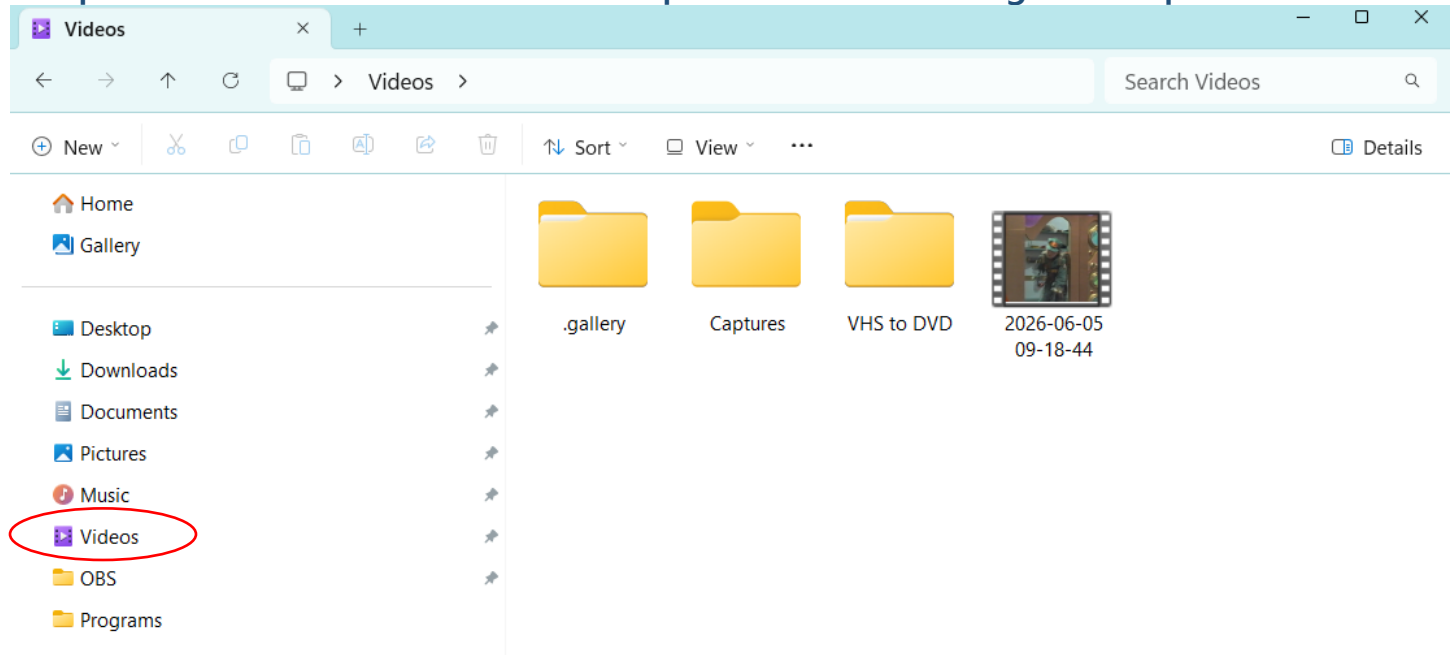 Videos
Videos
Search Videos
New
Sort
View
Details
Home
Gallery
Desktop
Downloads
Documents
Pictures
Music
Videos
OBS
Programs
.gallery
Captures
VHS to DVD
2026-06-05
09-18-44